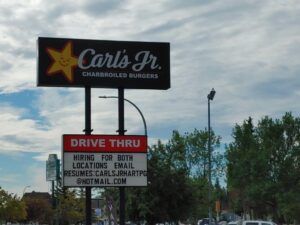 Carl's Jr.
CHARBROILED BURGERS
DRIVE THRU
HIRING FOR BOTH
LOCATIONS EMAIL
RESUMES:CARLSJRHARTPG
@HOTMAIL.COM